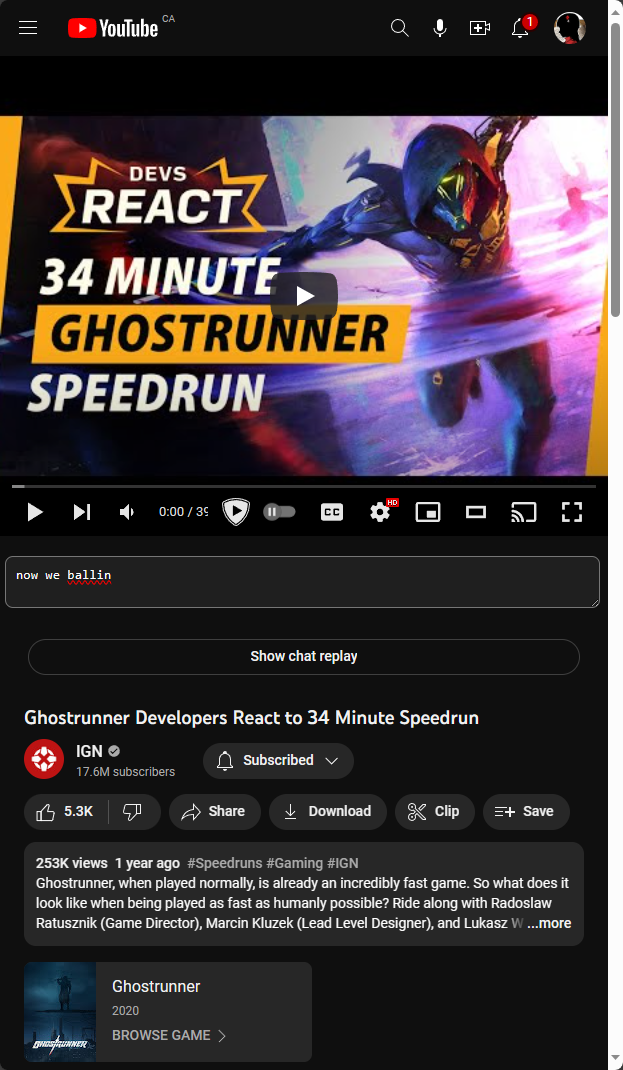 YouTube CA
1
DEVS
REACT
34 MINUTE
GHOSTRUNNER
SPEEDRUN
0:00 / 39
CC
HD
now we ballin
Show chat replay
Ghostrunner Developers React to 34 Minute Speedrun
IGN
17.6M subscribers
Subscribed
5.3K
Share
Download
Clip
Save
253K views 1 year ago #Speedruns #Gaming #IGN
Ghostrunner, when played normally, is already an incredibly fast game. So what does it
look like when being played as fast as humanly possible? Ride along with Radoslaw
Ratusznik (Game Director), Marcin Kluzek (Lead Level Designer), and Lukasz W ...more
Ghostrunner
2020
GHOSTRUNNER
BROWSE GAME